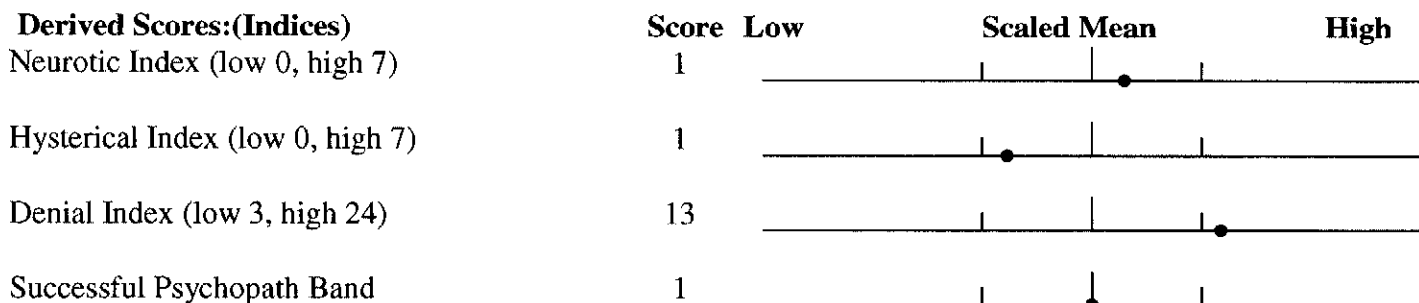 Derived Scores:(Indices) Score Low Scaled Mean High
Neurotic Index (low 0, high 7) 1
Hysterical Index (low 0, high 7) 1
Denial Index (low 3, high 24) 13
Successful Psychopath Band 1